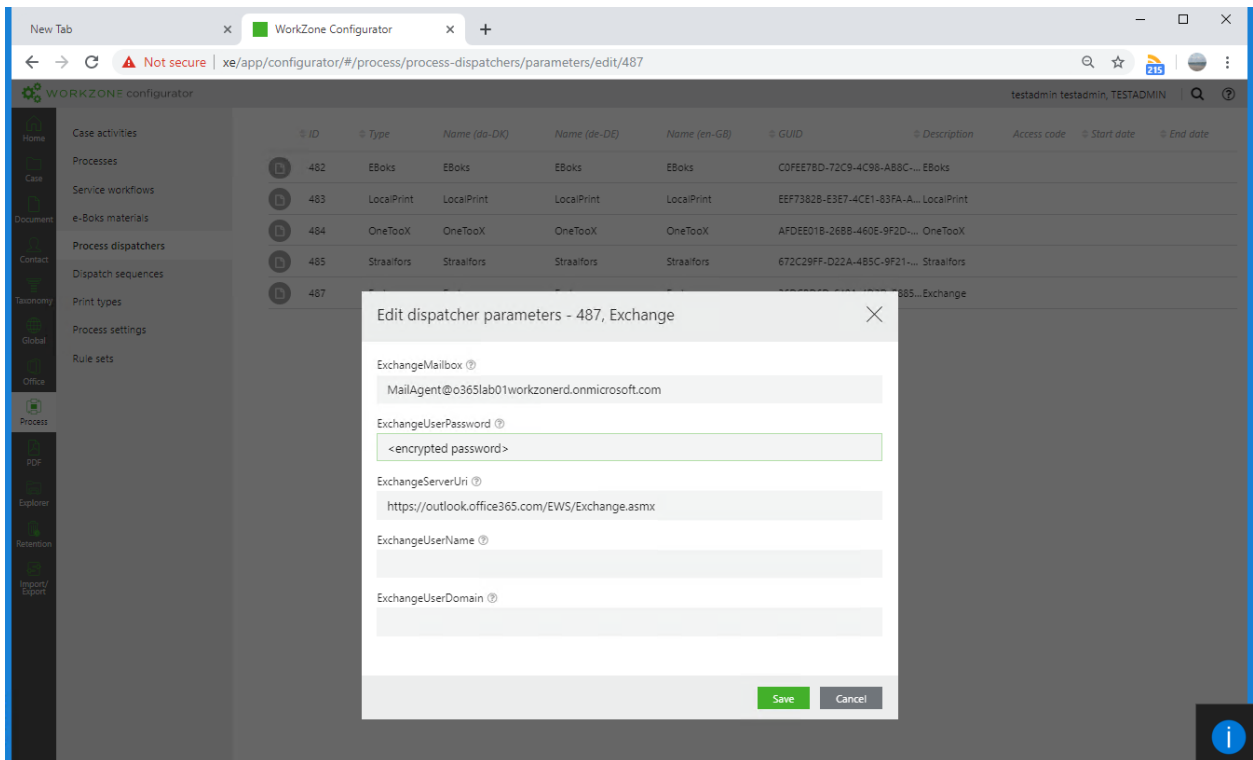 New Tab
WorkZone Configurator
Not secure | xe/app/configurator/#/process/process-dispatchers/parameters/edit/487
215
WORKZONE configurator
testadmin testadmin, TESTADMIN
Home
Case
Document
Contact
Taxonomy
Global
Office
Process
PDF
Explorer
Retention
Import/
Export
Case activities
Processes
Service workflows
e-Boks materials
Process dispatchers
Dispatch sequences
Print types
Process settings
Rule sets
ID Type Name (da-DK) Name (de-DE) Name (en-GB) GUID Description Access code Start date End date
482 EBoks EBoks EBoks EBoks C0FEE7BD-72C9-4C98-AB8C-... EBoks
483 LocalPrint LocalPrint LocalPrint LocalPrint EEF7382B-E3E7-4CE1-83FA-A... LocalPrint
484 OneTooX OneTooX OneTooX OneTooX AFDEE01B-26BB-460E-9F2D-... OneTooX
485 Straalfors Straalfors Straalfors Straalfors 672C29FF-D22A-4B5C-9F21-... Straalfors
487 Exchange
Edit dispatcher parameters - 487, Exchange
ExchangeMailbox
MailAgent@o365lab01workzonerd.onmicrosoft.com
ExchangeUserPassword
<encrypted password>
ExchangeServerUri
https://outlook.office365.com/EWS/Exchange.asmx
ExchangeUserName
ExchangeUserDomain
Save Cancel